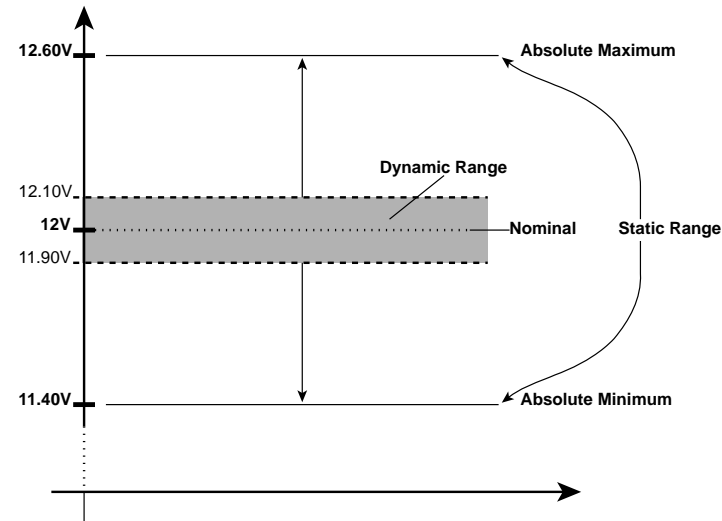 12.60V
Absolute Maximum
Dynamic Range
12.10V
12V
Nominal
Static Range
11.90V
11.40V
Absolute Minimum